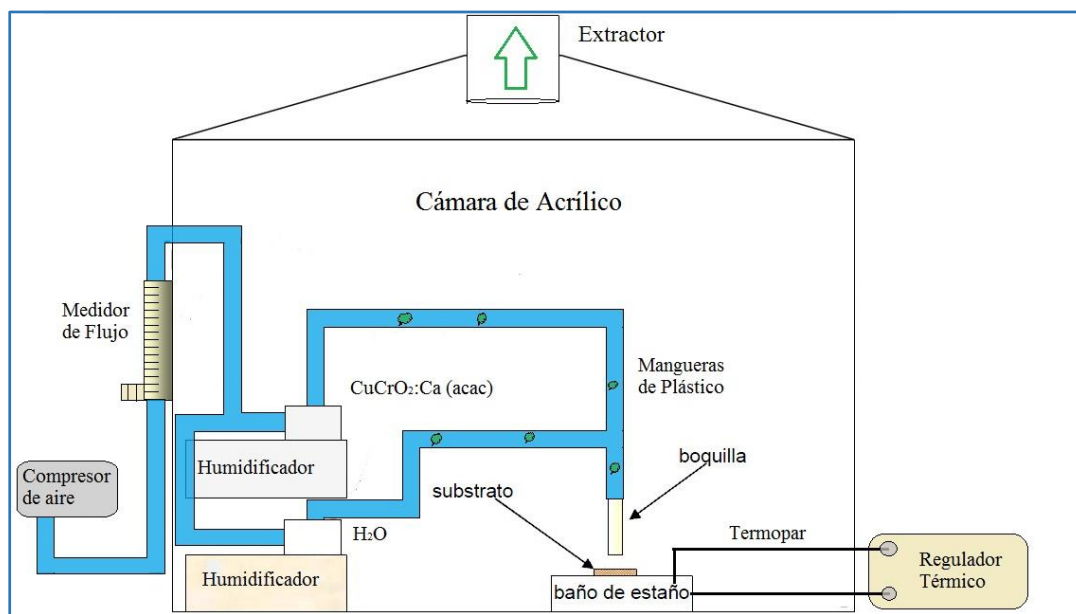 Extractor
Cámara de Acrílico
Medidor
de Flujo
CuCrO₂:Ca (acac)
Mangueras
de Plástico
Compresor
de aire
Humidificador
boquilla
substrato
H₂O
Termopar
Humidificador
baño de estaño
Regulador
Térmico